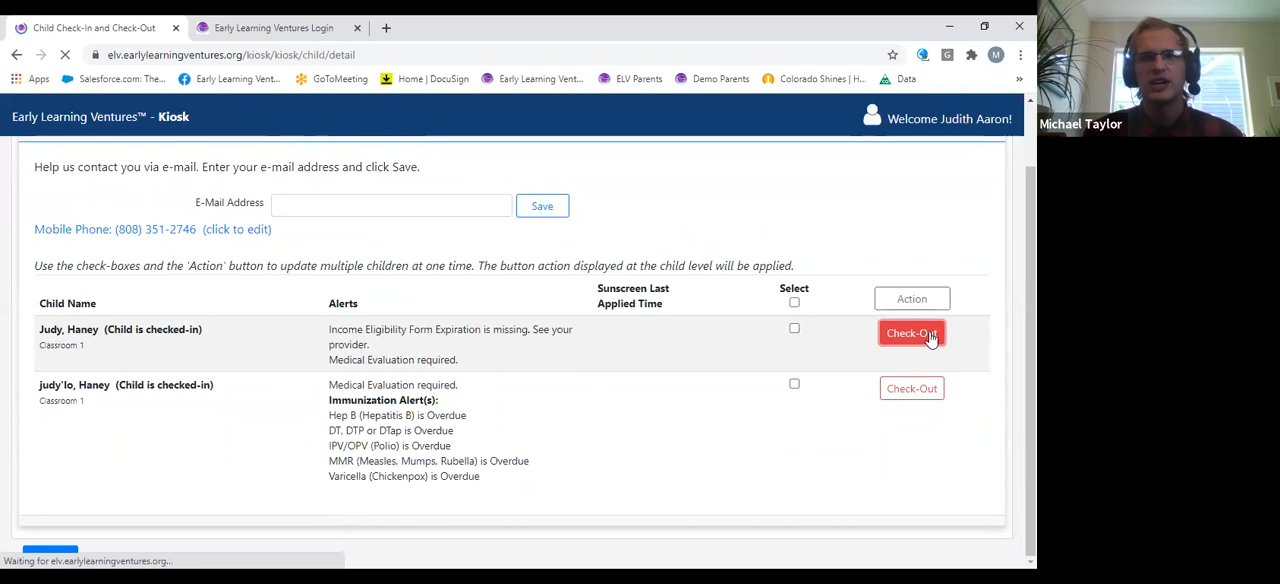 Child Check-In and Check-Out
Early Learning Ventures Login
elv.earlylearningventures.org/kiosk/kiosk/child/detail
M
Apps
Salesforce.com: The...
Early Learning Vent...
GoToMeeting
Home | DocuSign
Early Learning Vent...
ELV Parents
Demo Parents
Colorado Shines | H...
Data
Early Learning Ventures™ - Kiosk
Welcome Judith Aaron!
Michael Taylor
Help us contact you via e-mail. Enter your e-mail address and click Save.
E-Mail Address
Save
Mobile Phone: (808) 351-2746 (click to edit)
Use the check-boxes and the 'Action' button to update multiple children at one time. The button action displayed at the child level will be applied.
Child Name
Alerts
Sunscreen Last
Applied Time
Select
Action
Judy, Haney (Child is checked-in)
Classroom 1
Income Eligibility Form Expiration is missing. See your
provider.
Medical Evaluation required.
Check-Out
judy'lo, Haney (Child is checked-in)
Classroom 1
Medical Evaluation required.
Immunization Alert(s):
Hep B (Hepatitis B) is Overdue
DT, DTP or DTap is Overdue
IPV/OPV (Polio) is Overdue
MMR (Measles, Mumps, Rubella) is Overdue
Varicella (Chickenpox) is Overdue
Check-Out
Waiting for elv.earlylearningventures.org...